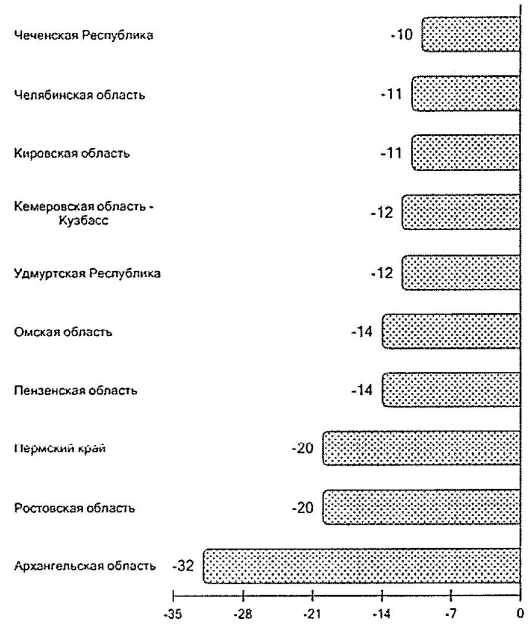 Чеченская Республика -10
Челябинская область -11
Кировская область -11
Кемеровская область -
Кузбасс -12
Удмуртская Республика -12
Омская область -14
Пензенская область -14
Пермский край -20
Ростовская область -20
Архангельская область -32
-35 -28 -21 -14 -7 0